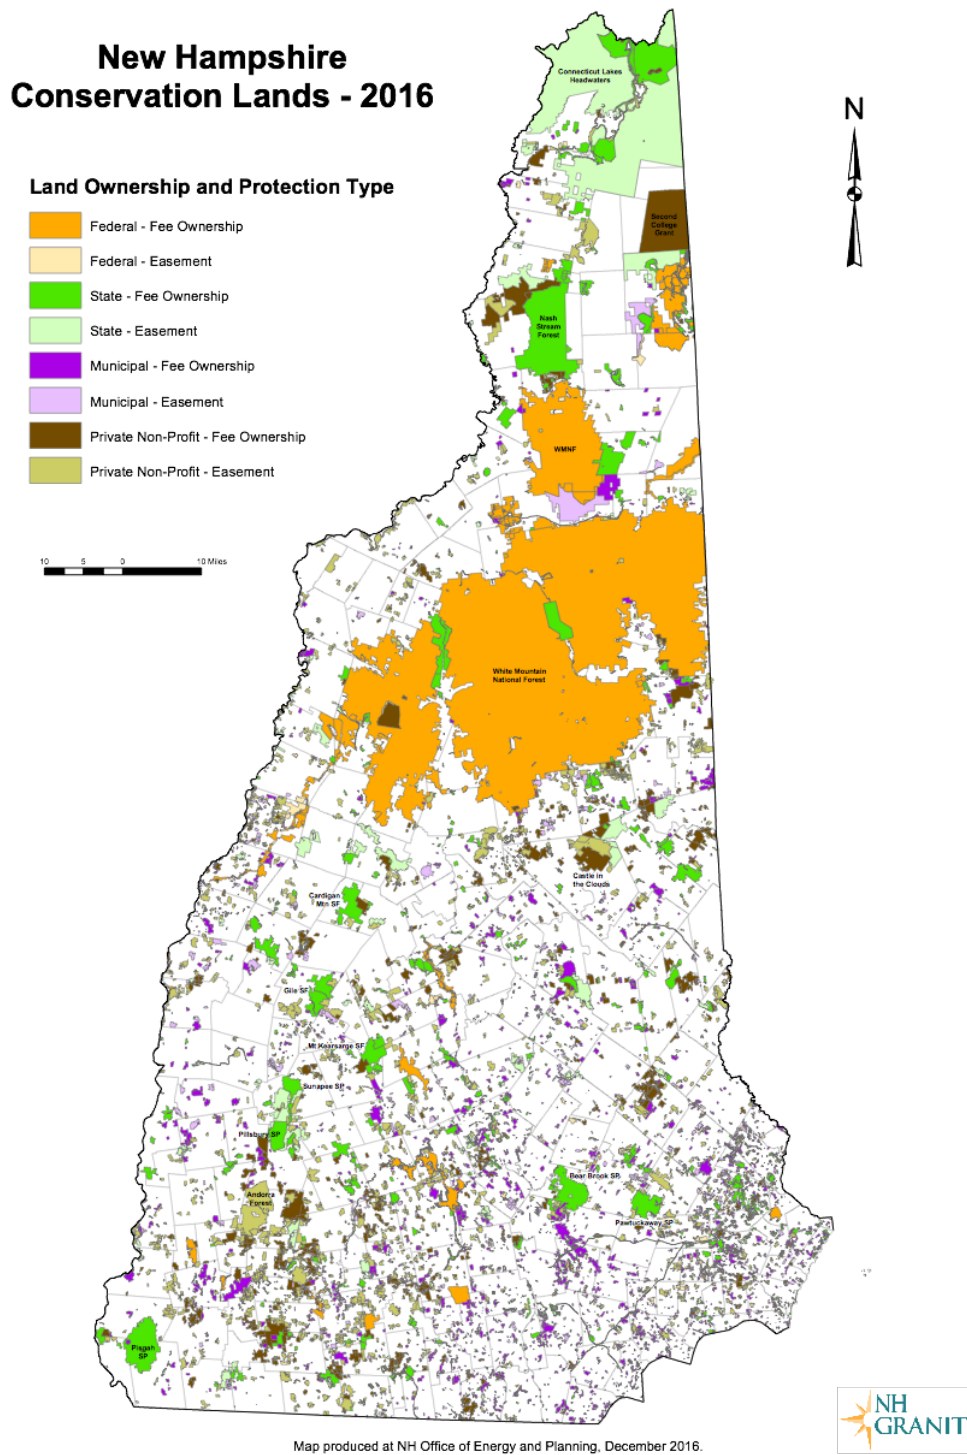 New Hampshire
Conservation Lands - 2016
N
Land Ownership and Protection Type
Federal - Fee Ownership
Federal - Easement
State - Fee Ownership
State - Easement
Municipal - Fee Ownership
Municipal - Easement
Private Non-Profit - Fee Ownership
Private Non-Profit - Easement
10 5 0 10 Miles
Connecticut Lakes
Headwaters
Second
College
Grant
Nash
Stream
Forest
WMNF
White Mountain
National Forest
Castle in
the Clouds
Cardigan
Mtn SF
Gile SF
Mt Kearsarge SF
Sunapee SP
Pillsbury SP
Bear Brook SP
Andorra
Forest
Pawtuckaway SP
Pisgah
SP
NH
GRANIT
Map produced at NH Office of Energy and Planning, December 2016.